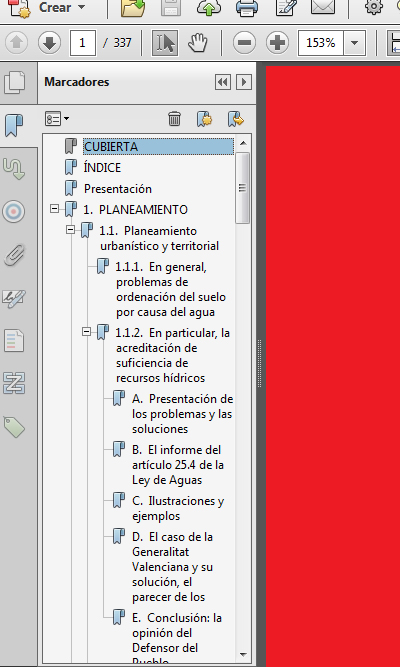 Crear
1 / 337
153%
Marcadores
CUBIERTA
ÍNDICE
Presentación
1. PLANEAMIENTO
1.1. Planeamiento
urbanístico y territorial
1.1.1. En general,
problemas de
ordenación del suelo
por causa del agua
1.1.2. En particular, la
acreditación de
suficiencia de
recursos hídricos
A. Presentación de
los problemas y las
soluciones
B. El informe del
artículo 25.4 de la
Ley de Aguas
C. Ilustraciones y
ejemplos
D. El caso de la
Generalitat
Valenciana y su
solución, el
parecer de los
E. Conclusión: la
opinión del
Defensor del
Pueblo